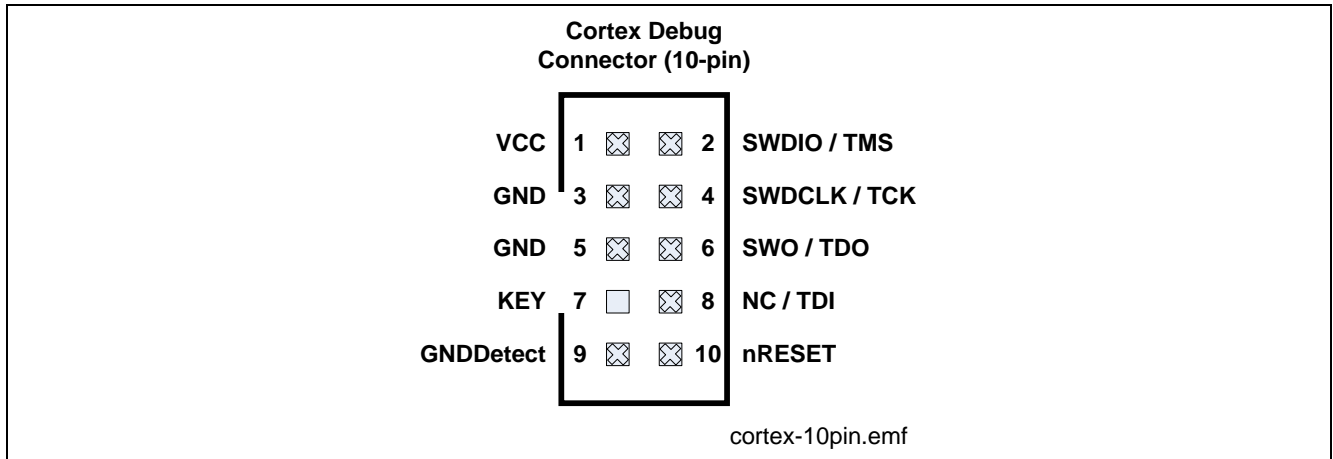 Cortex Debug
Connector (10-pin)
VCC 1 2 SWDIO / TMS
GND 3 4 SWDCLK / TCK
GND 5 6 SWO / TDO
KEY 7 8 NC / TDI
GNDDetect 9 10 nRESET
cortex-10pin.emf